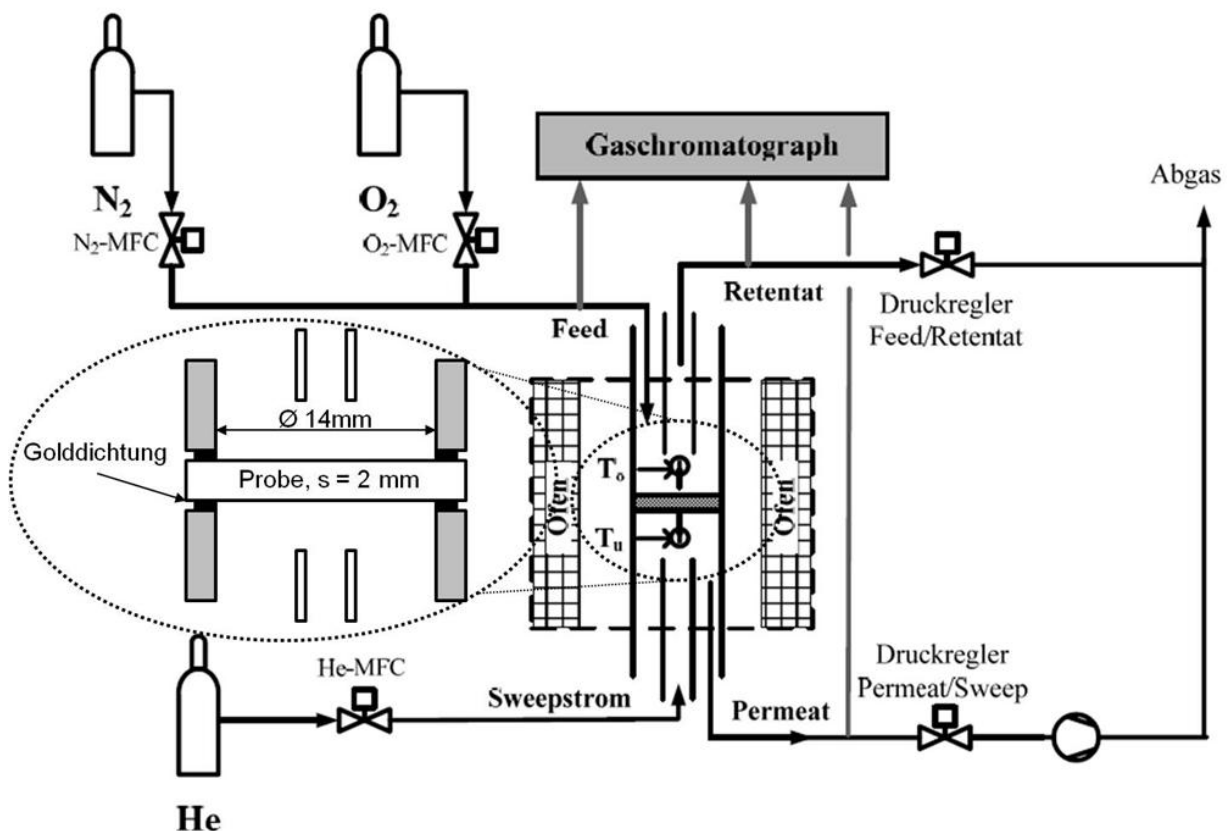 N2
N2-MFC
O2
O2-MFC
Gaschromatograph
Abgas
Feed
Retentat
Druckregler
Feed/Retentat
Ø 14mm
Golddichtung
Probe, s = 2 mm
Ofen
To
Tu
Ofen
He-MFC
Sweepstrom
Permeat
Druckregler
Permeat/Sweep
He